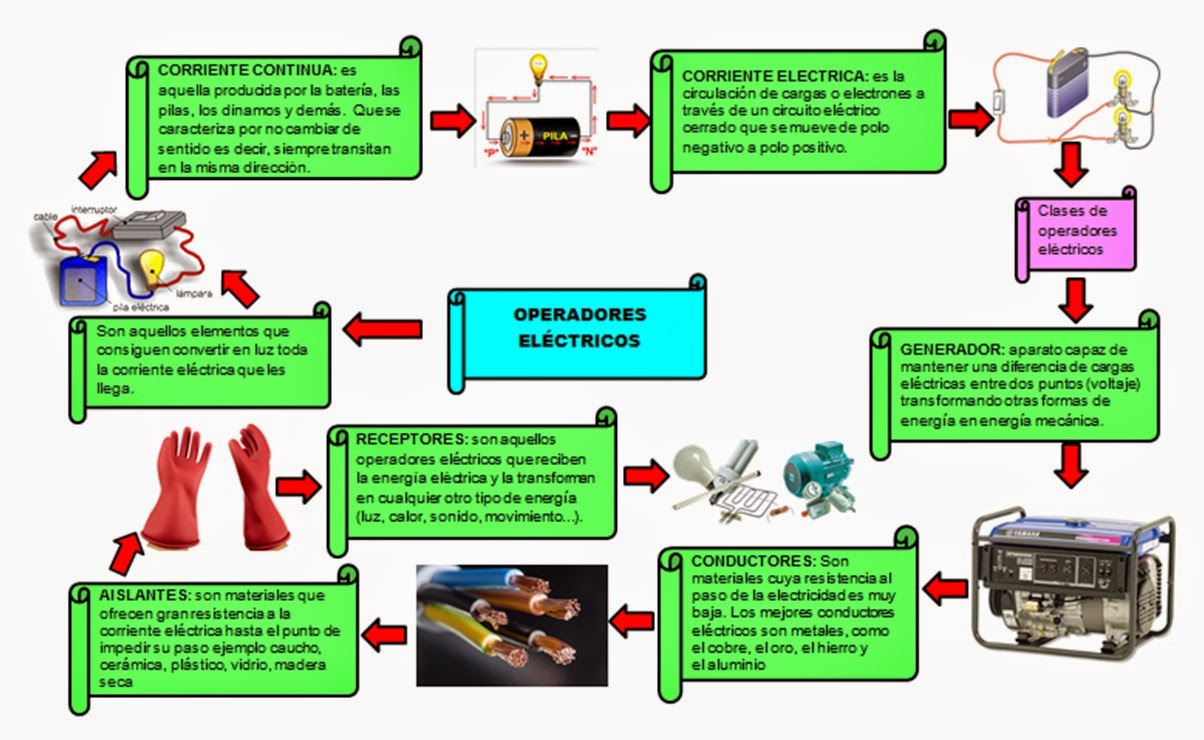 OPERADORES
ELÉCTRICOS
Son aquellos elementos que
consiguen convertir en luz toda
la corriente eléctrica que les
llega.
cable
interruptor
lámpara
pila eléctrica
CORRIENTE CONTINUA: es
aquella producida por la batería, las
pilas, los dinamos y demás. Que se
caracteriza por no cambiar de
sentido es decir, siempre transitan
en la misma dirección.
+ PILA -
"P" "N"
CORRIENTE ELECTRICA: es la
circulación de cargas o electrones a
través de un circuito eléctrico
cerrado que se mueve de polo
negativo a polo positivo.
Clases de
operadores
eléctricos
GENERADOR: aparato capaz de
mantener una diferencia de cargas
eléctricas entre dos puntos (voltaje)
transformando otras formas de
energía en energía mecánica.
YAMAHA
CONDUCTORES: Son
materiales cuya resistencia al
paso de la electricidad es muy
baja. Los mejores conductores
eléctricos son metales, como
el cobre, el oro, el hierro y
el aluminio
AISLANTES: son materiales que
ofrecen gran resistencia a la
corriente eléctrica hasta el punto de
impedir su paso ejemplo caucho,
cerámica, plástico, vidrio, madera
seca
RECEPTORES: son aquellos
operadores eléctricos que reciben
la energía eléctrica y la transforman
en cualquier otro tipo de energía
(luz, calor, sonido, movimiento...).